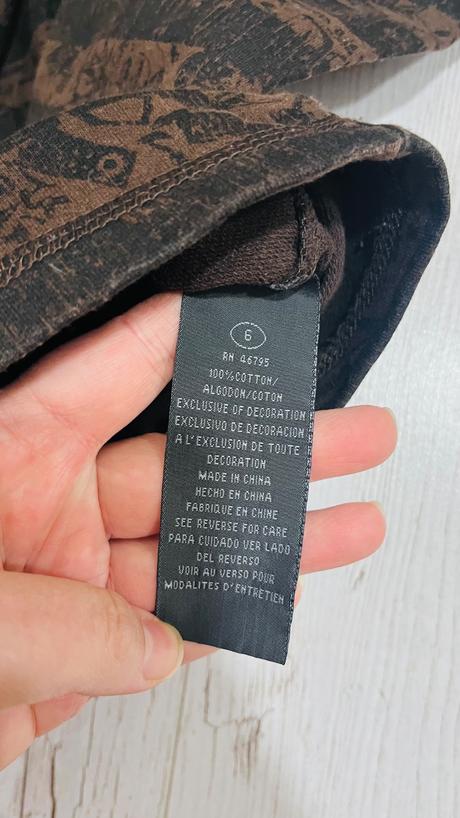 6
RN 46795
100%COTTON/
ALGODON/COTON
EXCLUSIVE OF DECORATION
EXCLUSIVO DE DECORACION
A L'EXCLUSION DE TOUTE
DECORATION
MADE IN CHINA
HECHO EN CHINA
FABRIQUE EN CHINE
SEE REVERSE FOR CARE
PARA CUIDADO VER LADO
DEL REVERSO
VOIR AU VERSO POUR
MODALITES D'ENTRETIEN